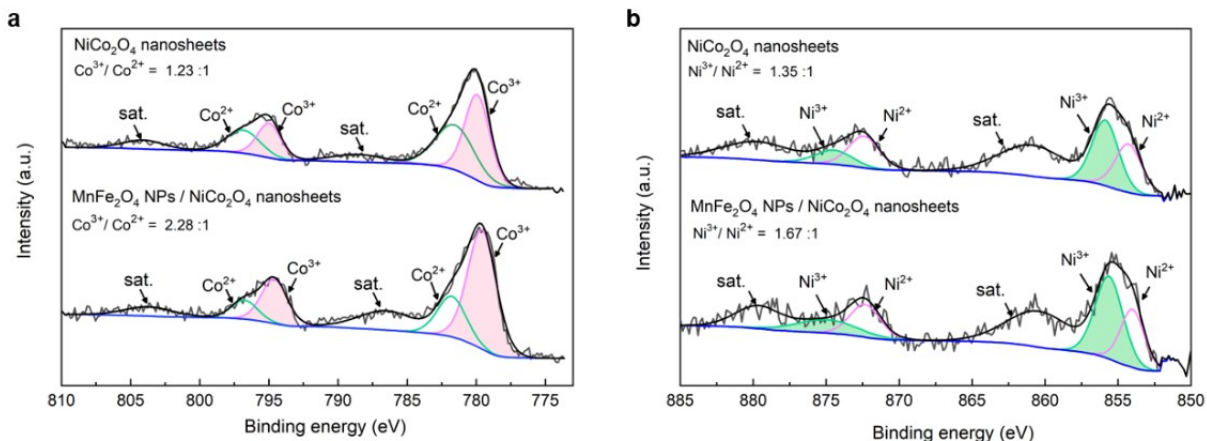 a
NiCo₂O₄ nanosheets
Co³⁺/ Co²⁺ = 1.23 :1
sat.
Co²⁺
Co³⁺
sat.
Co²⁺
Co³⁺
MnFe₂O₄ NPs / NiCo₂O₄ nanosheets
Co³⁺/ Co²⁺ = 2.28 :1
sat.
Co²⁺
Co³⁺
sat.
Co²⁺
Co³⁺
Intensity (a.u.)
810 805 800 795 790 785 780 775
Binding energy (eV)
b
NiCo₂O₄ nanosheets
Ni³⁺/ Ni²⁺ = 1.35 :1
sat.
Ni³⁺
Ni²⁺
sat.
Ni³⁺
Ni²⁺
MnFe₂O₄ NPs / NiCo₂O₄ nanosheets
Ni³⁺/ Ni²⁺ = 1.67 :1
sat.
Ni³⁺
Ni²⁺
sat.
Ni³⁺
Ni²⁺
Intensity (a.u.)
885 880 875 870 865 860 855 850
Binding energy (eV)